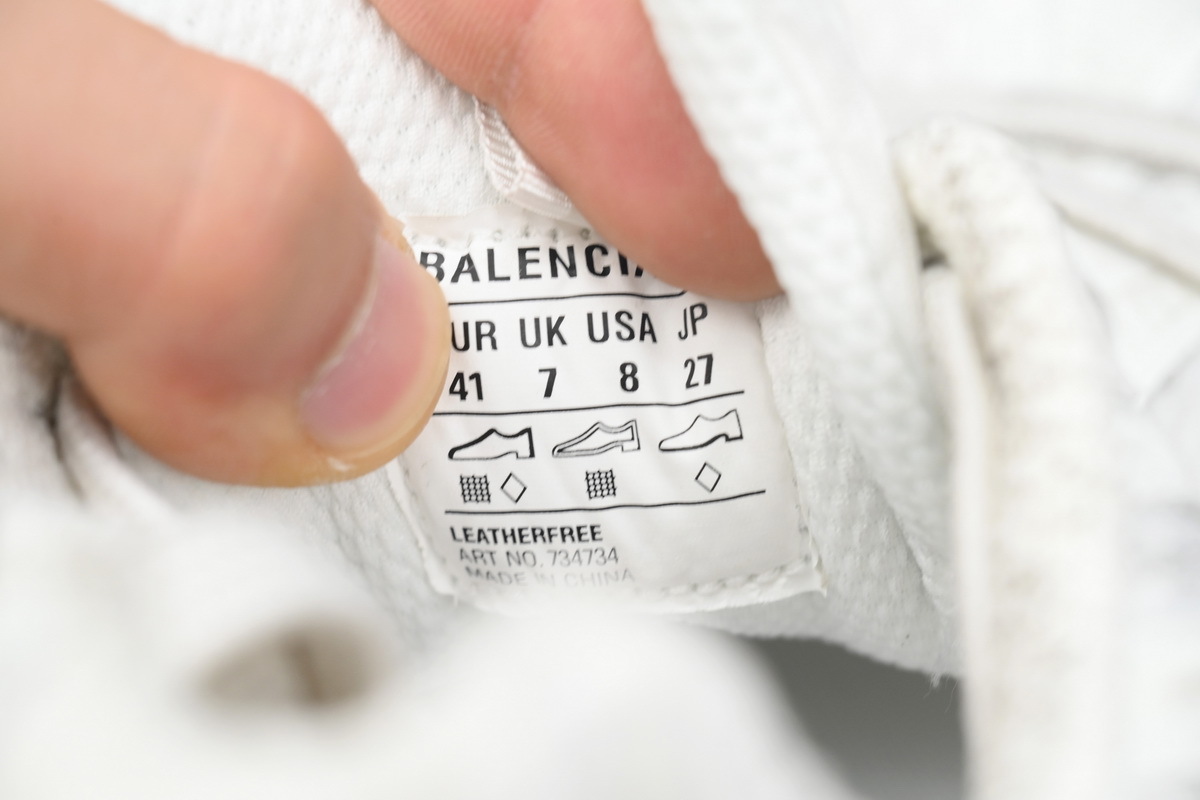 BALENCIA
UR UK USA JP
41 7 8 27
LEATHERFREE
ART NO. 734734
MADE IN CHINA